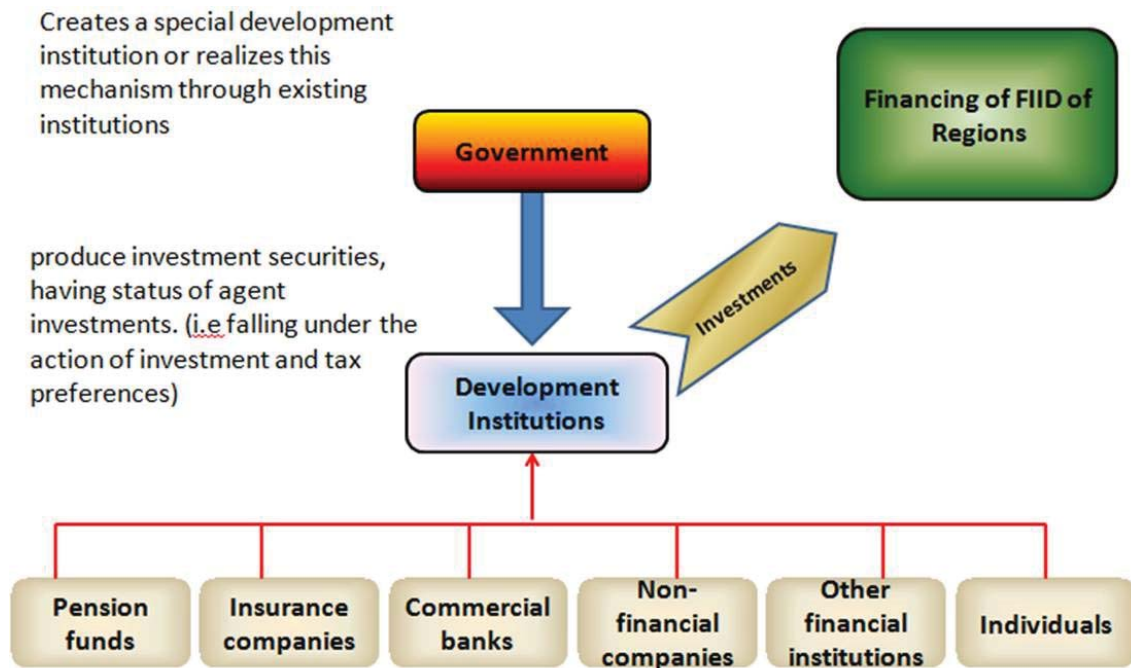 Creates a special development
institution or realizes this
mechanism through existing
institutions
Government
Financing of FIID of
Regions
produce investment securities,
having status of agent
investments. (i.e falling under the
action of investment and tax
preferences)
Investments
Development
Institutions
Pension
funds
Insurance
companies
Commercial
banks
Non-
financial
companies
Other
financial
institutions
Individuals